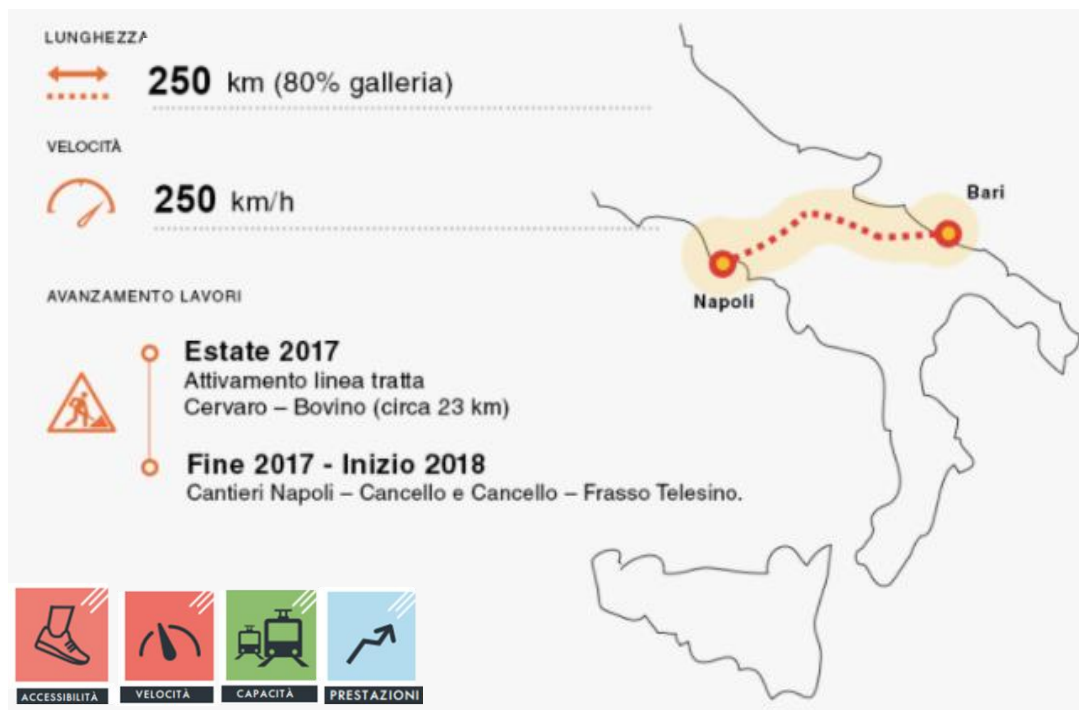 LUNGHEZZA
250 km (80% galleria)
VELOCITÀ
250 km/h
Bari
Napoli
AVANZAMENTO LAVORI
Estate 2017
Attivamento linea tratta
Cervaro – Bovino (circa 23 km)
Fine 2017 - Inizio 2018
Cantieri Napoli – Cancello e Cancello – Frasso Telesino.
ACCESSIBILITÀ
VELOCITÀ
CAPACITÀ
PRESTAZIONI